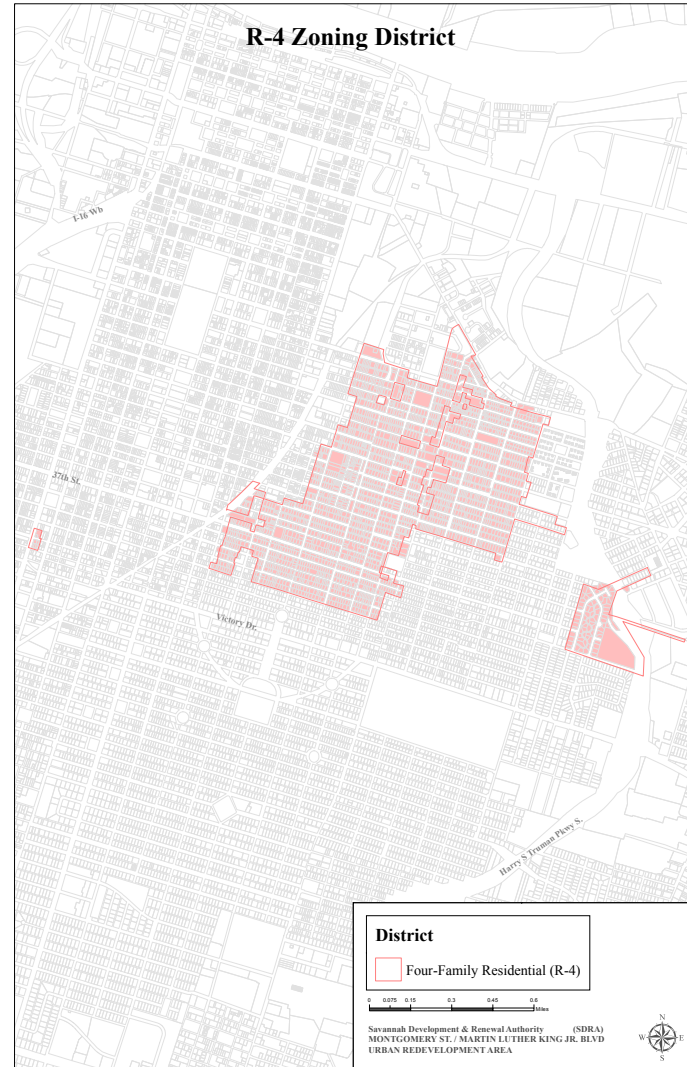 R-4 Zoning District
I-16 Wb
37th St.
Victory Dr.
Harry S Truman Pkwy S.
District
Four-Family Residential (R-4)
0 0.075 0.15 0.3 0.45 0.6
Miles
Savannah Development & Renewal Authority (SDRA)
MONTGOMERY ST. / MARTIN LUTHER KING JR. BLVD
URBAN REDEVELOPMENT AREA
N
W E
S